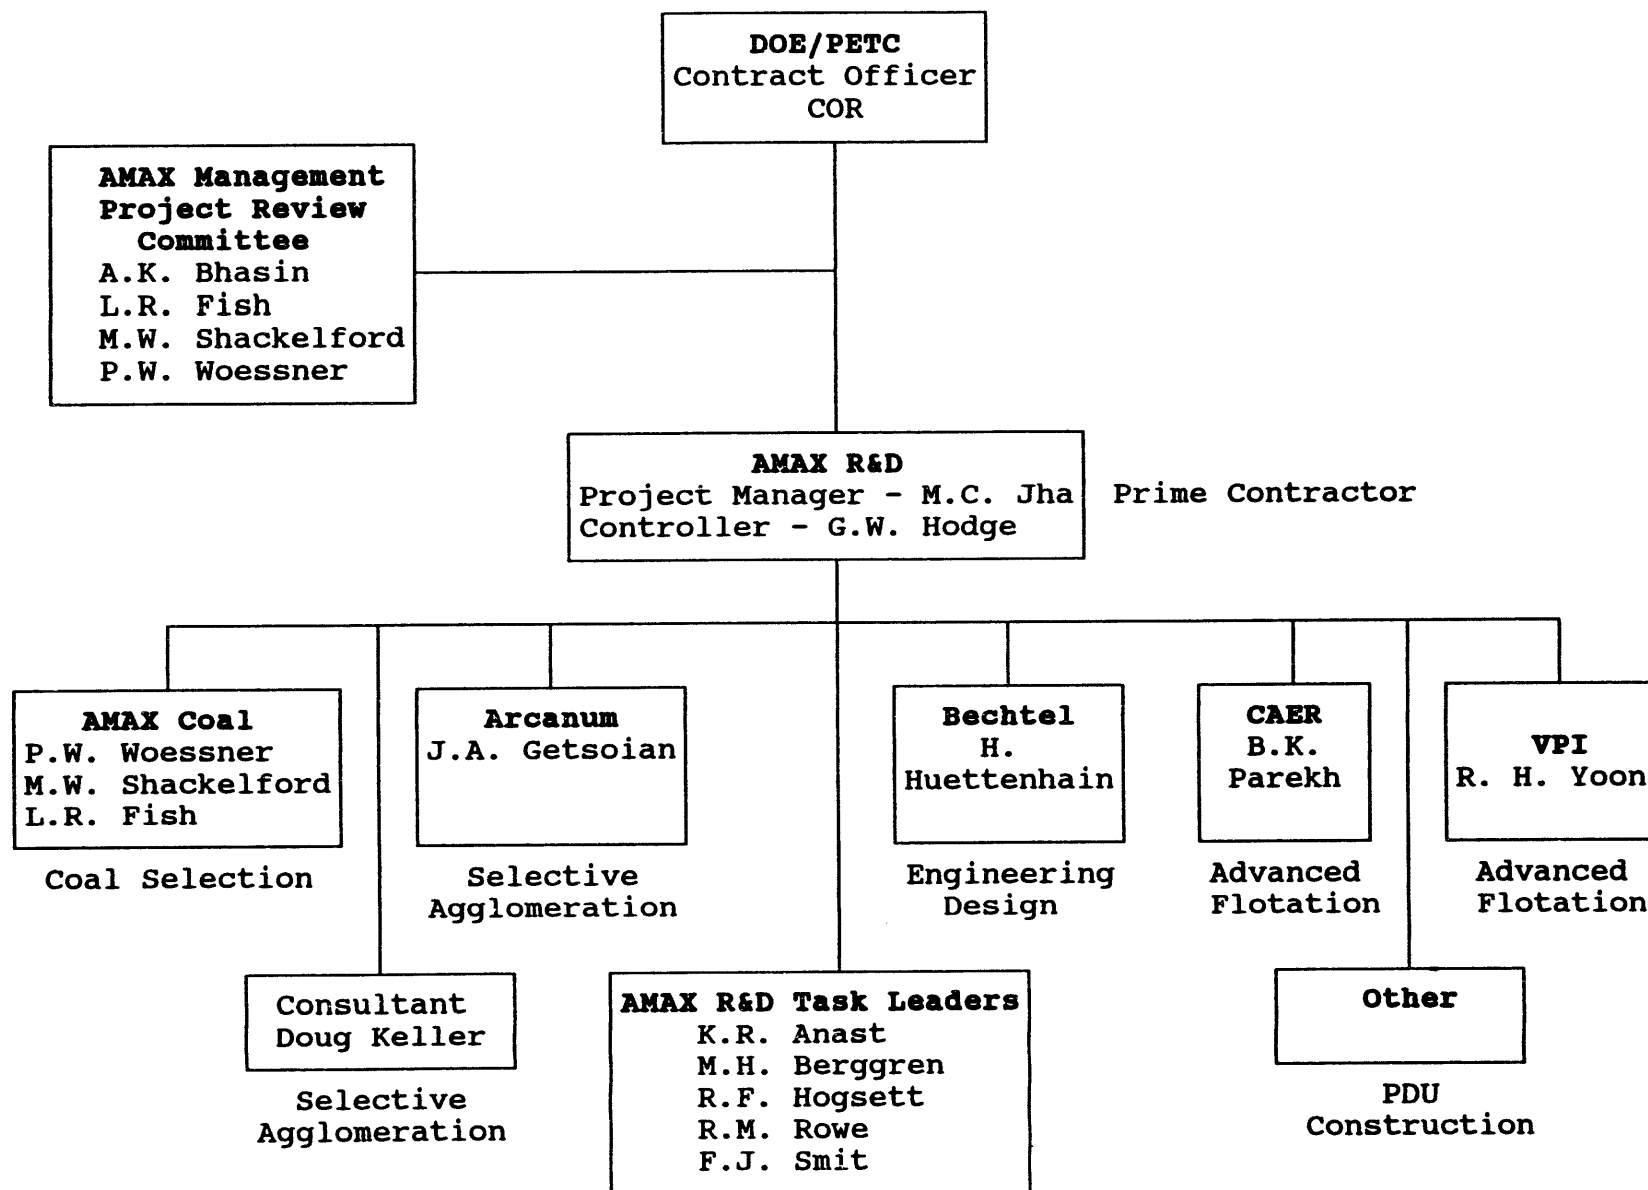 DOE/PETC
Contract Officer
COR
AMAX Management
Project Review
Committee
A.K. Bhasin
L.R. Fish
M.W. Shackelford
P.W. Woessner
AMAX R&D
Project Manager - M.C. Jha
Controller - G.W. Hodge
Prime Contractor
AMAX Coal
P.W. Woessner
M.W. Shackelford
L.R. Fish
Coal Selection
Arcanum
J.A. Getsoian
Selective
Agglomeration
Bechtel
H.
Huettenhain
Engineering
Design
CAER
B.K.
Parekh
Advanced
Flotation
VPI
R. H. Yoon
Advanced
Flotation
Consultant
Doug Keller
Selective
Agglomeration
AMAX R&D Task Leaders
K.R. Anast
M.H. Berggren
R.F. Hogsett
R.M. Rowe
F.J. Smit
Other
PDU
Construction